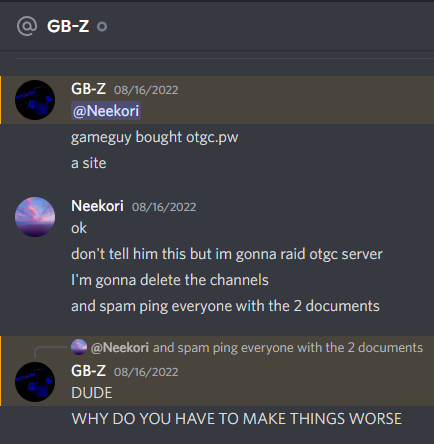 @ GB-Z
GB-Z 08/16/2022
@Neekori
gameguy bought otgc.pw
a site
Neekori 08/16/2022
ok
don't tell him this but im gonna raid otgc server
I'm gonna delete the channels
and spam ping everyone with the 2 documents
@Neekori and spam ping everyone with the 2 documents
GB-Z 08/16/2022
DUDE
WHY DO YOU HAVE TO MAKE THINGS WORSE